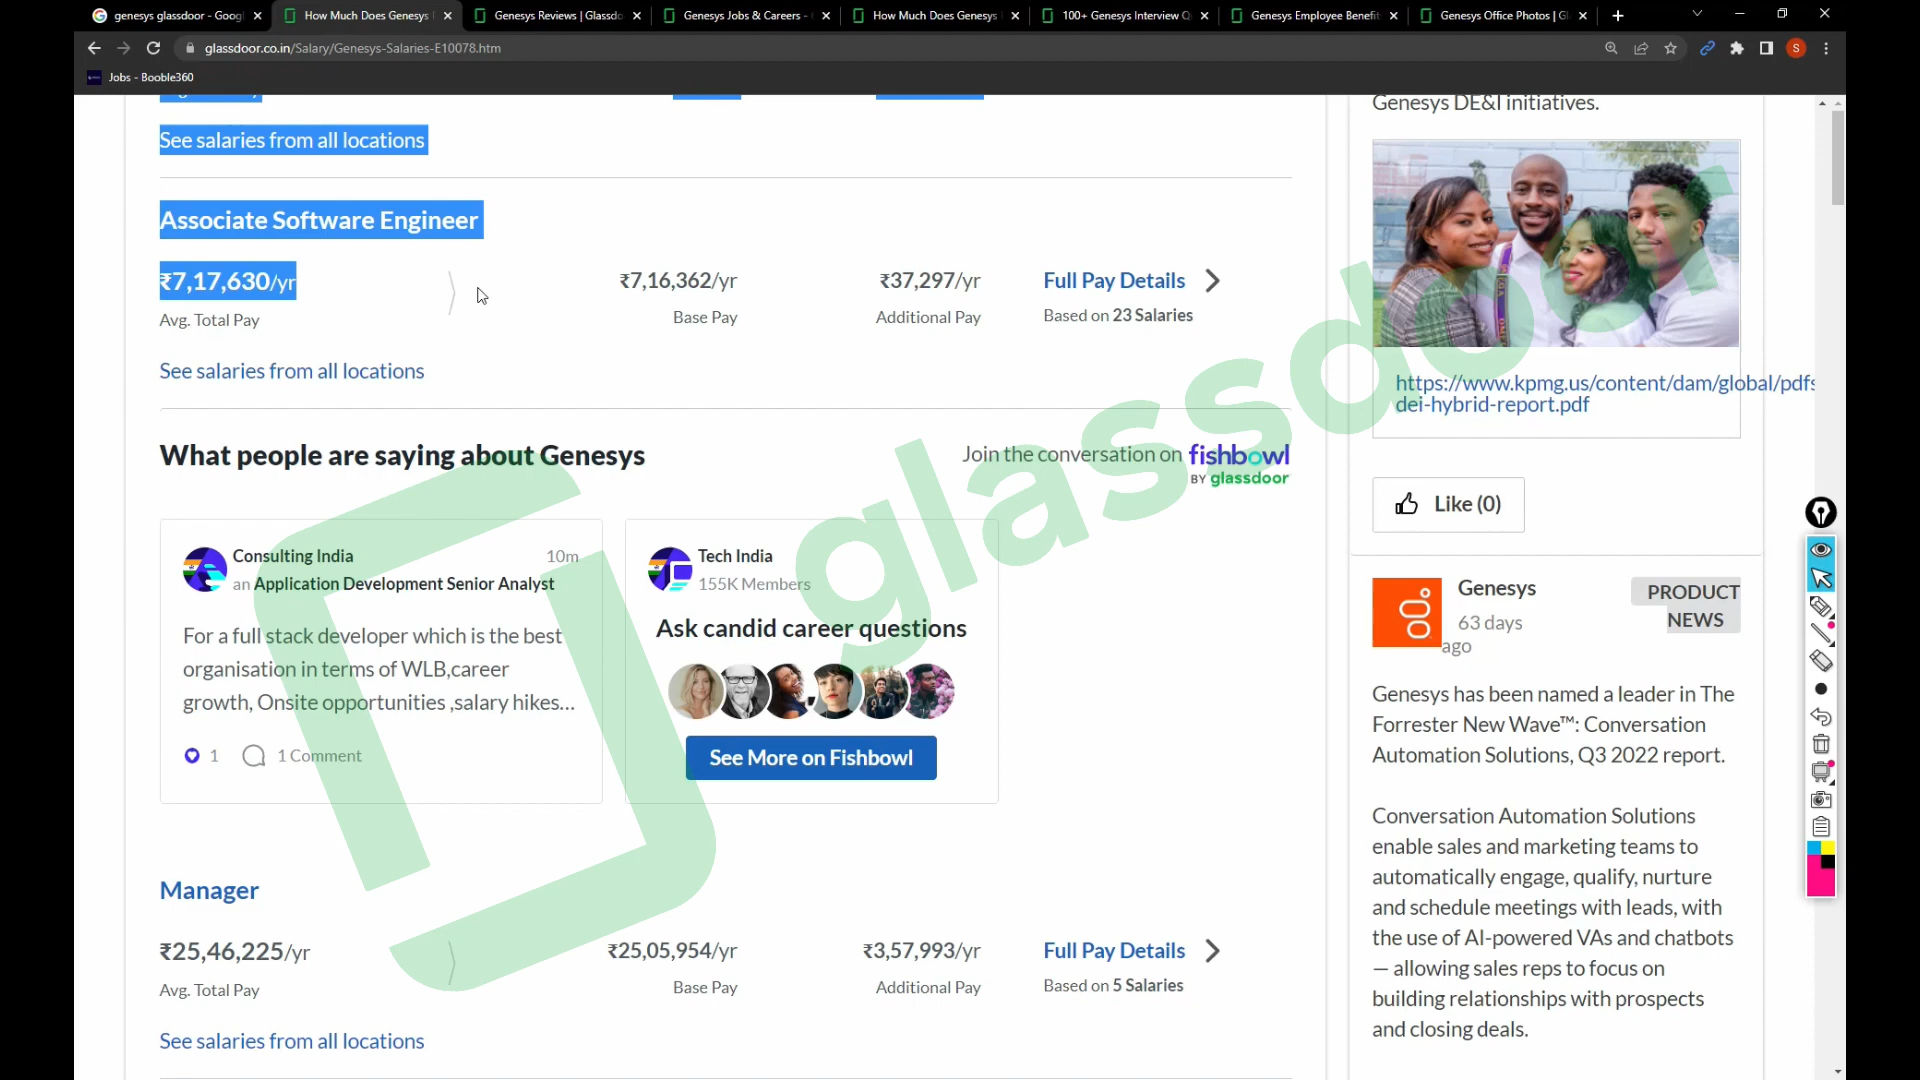 genesys glassdoor - Goog
How Much Does Genesys
Genesys Reviews | Glassdo
Genesys Jobs & Careers -
How Much Does Genesys
100+ Genesys Interview Q
Genesys Employee Benefit
Genesys Office Photos | Gl
glassdoor.co.in/Salary/Genesys-Salaries-E10078.htm
S
Jobs - Booble360
See salaries from all locations
Associate Software Engineer
₹7,17,630/yr
₹7,16,362/yr
₹37,297/yr
Full Pay Details
Avg. Total Pay
Base Pay
Additional Pay
Based on 23 Salaries
See salaries from all locations
What people are saying about Genesys
Join the conversation on fishbowl
BY glassdoor
Consulting India
10m
an Application Development Senior Analyst
For a full stack developer which is the best
organisation in terms of WLB,career
growth, Onsite opportunities ,salary hikes...
1
1 Comment
Tech India
155K Members
Ask candid career questions
See More on Fishbowl
Manager
₹25,46,225/yr
₹25,05,954/yr
₹3,57,993/yr
Full Pay Details
Avg. Total Pay
Base Pay
Additional Pay
Based on 5 Salaries
See salaries from all locations
Genesys DE&I initiatives.
https://www.kpmg.us/content/dam/global/pdfs
dei-hybrid-report.pdf
Like (0)
Genesys
63 days
ago
PRODUCT
NEWS
Genesys has been named a leader in The
Forrester New Wave™: Conversation
Automation Solutions, Q3 2022 report.
Conversation Automation Solutions
enable sales and marketing teams to
automatically engage, qualify, nurture
and schedule meetings with leads, with
the use of AI-powered VAs and chatbots
— allowing sales reps to focus on
building relationships with prospects
and closing deals.
glassdoor